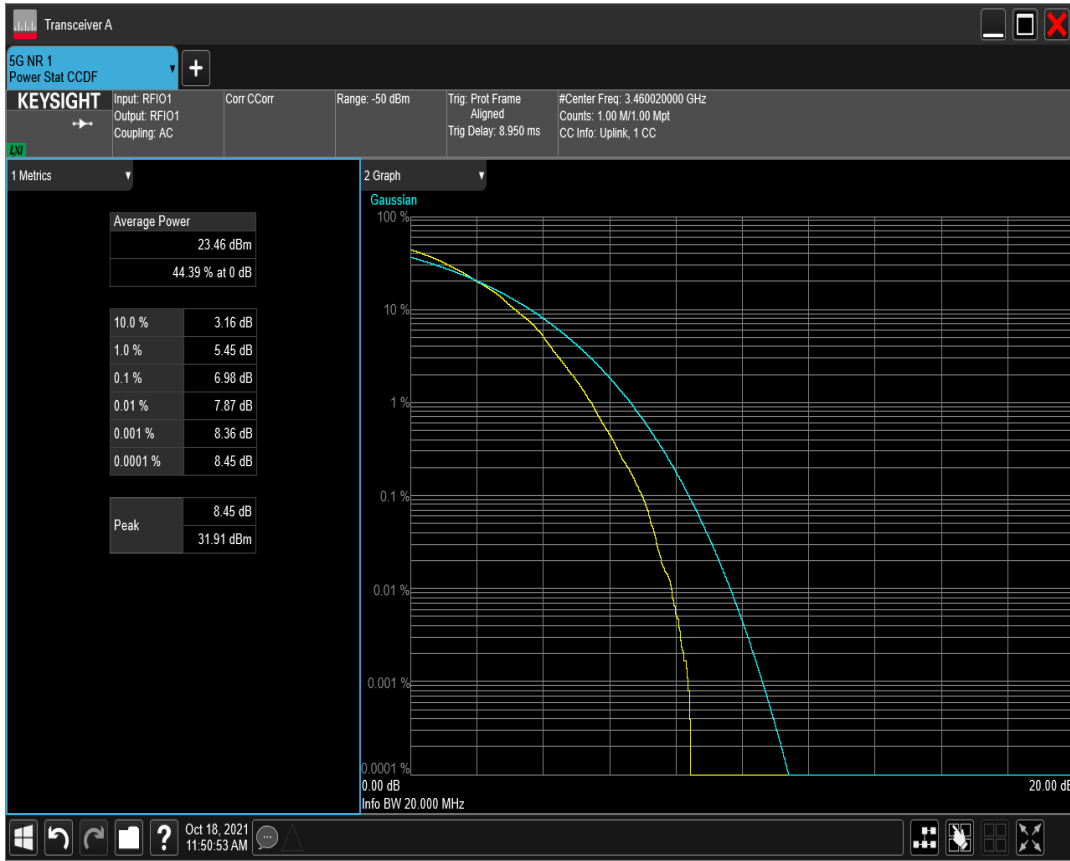 Transceiver A
5G NR 1
Power Stat CCDF
KEYSIGHT
LXI
Input: RFIO1
Output: RFIO1
Coupling: AC
Corr CCorr
Range: -50 dBm
Trig: Prot Frame
Aligned
Trig Delay: 8.950 ms
#Center Freq: 3.460020000 GHz
Counts: 1.00 M/1.00 Mpt
CC Info: Uplink, 1 CC
1 Metrics
Average Power
23.46 dBm
44.39 % at 0 dB
10.0 % 3.16 dB
1.0 % 5.45 dB
0.1 % 6.98 dB
0.01 % 7.87 dB
0.001 % 8.36 dB
0.0001 % 8.45 dB
Peak
8.45 dB
31.91 dBm
2 Graph
Gaussian
100 %
10 %
1 %
0.1 %
0.01 %
0.001 %
0.0001 %
0.00 dB 20.00 dB
Info BW 20.000 MHz
Oct 18, 2021
11:50:53 AM